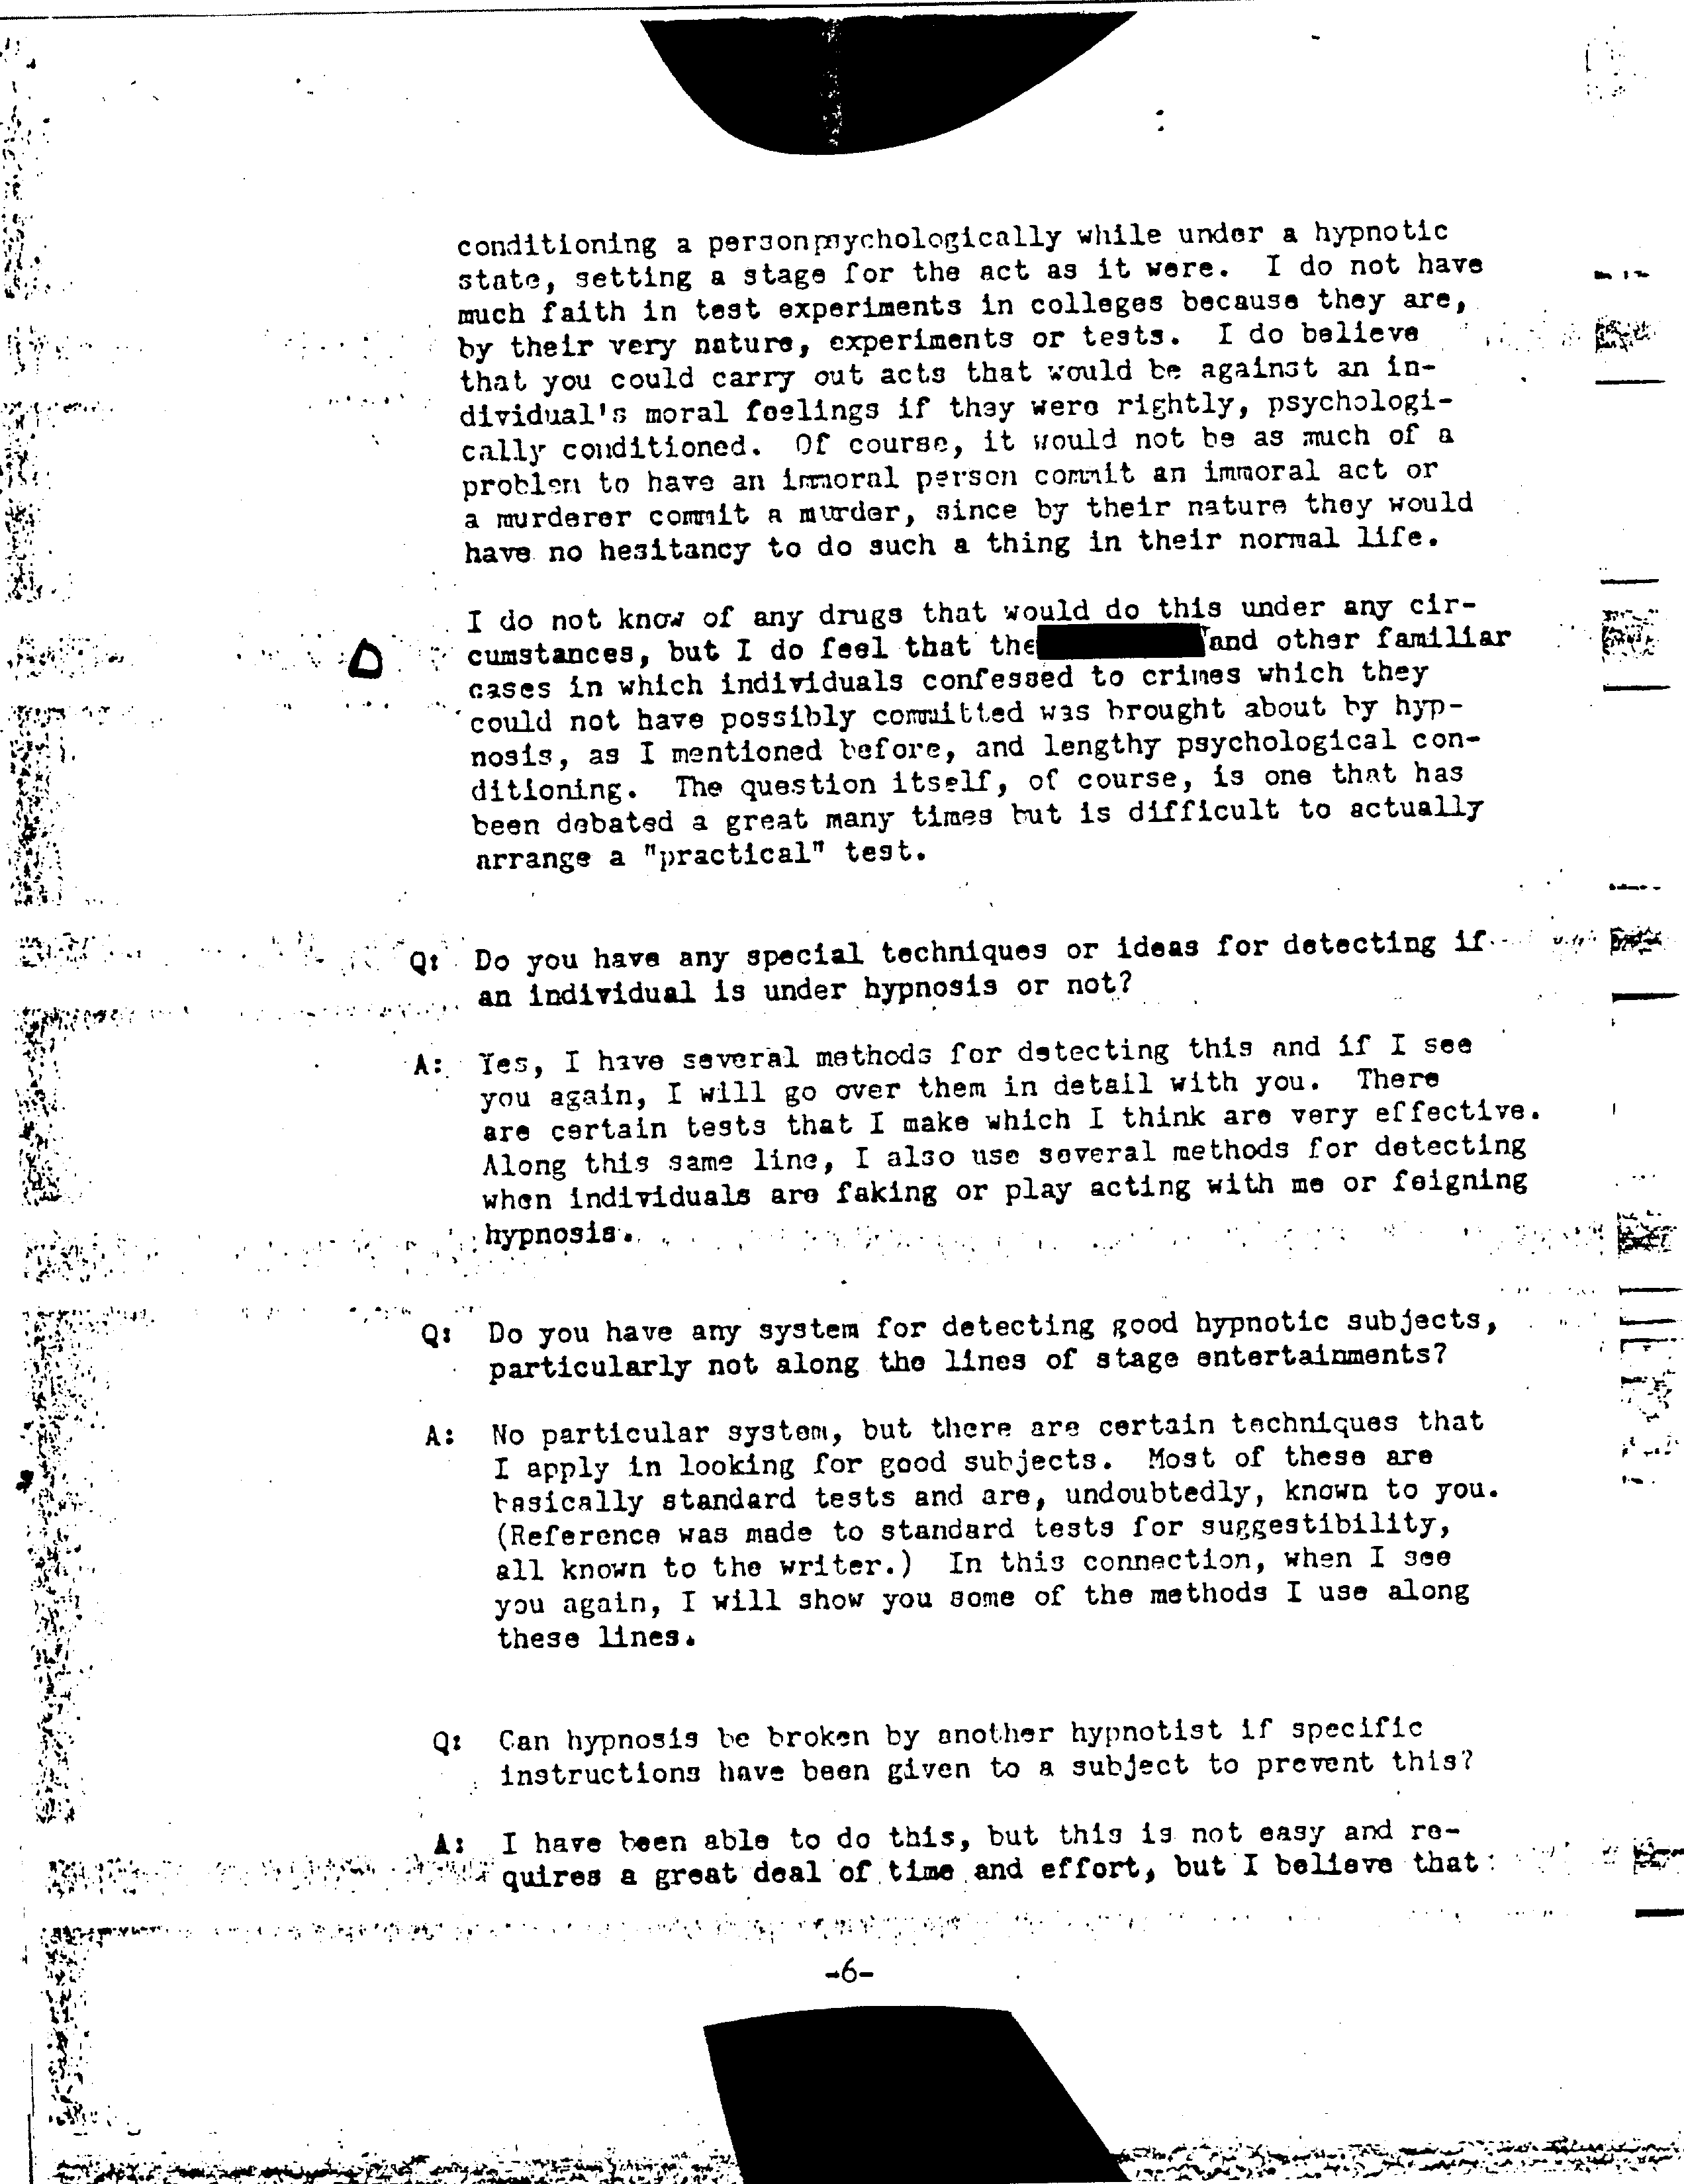 conditioning a personpsychologically while under a hypnotic
state, setting a stage for the act as it were. I do not have
much faith in test experiments in colleges because they are,
by their very nature, experiments or tests. I do believe
that you could carry out acts that would be against an in-
dividual's moral feelings if they were rightly, psychologi-
cally conditioned. Of course, it would not be as much of a
problem to have an immoral person commit an immoral act or
a murderer commit a murder, since by their nature they would
have no hesitancy to do such a thing in their normal life.
I do not know of any drugs that would do this under any cir-
cumstances, but I do feel that the and other familiar
cases in which individuals confessed to crimes which they
could not have possibly committed was brought about by hyp-
nosis, as I mentioned before, and lengthy psychological con-
ditioning. The question itself, of course, is one that has
been debated a great many times but is difficult to actually
arrange a "practical" test.
Q: Do you have any special techniques or ideas for detecting if
an individual is under hypnosis or not?
A: Yes, I have several methods for detecting this and if I see
you again, I will go over them in detail with you. There
are certain tests that I make which I think are very effective.
Along this same line, I also use several methods for detecting
when individuals are faking or play acting with me or feigning
hypnosis.
Q: Do you have any system for detecting good hypnotic subjects,
particularly not along the lines of stage entertainments?
A: No particular system, but there are certain techniques that
I apply in looking for good subjects. Most of these are
basically standard tests and are, undoubtedly, known to you.
(Reference was made to standard tests for suggestibility,
all known to the writer.) In this connection, when I see
you again, I will show you some of the methods I use along
these lines.
Q: Can hypnosis be broken by another hypnotist if specific
instructions have been given to a subject to prevent this?
A: I have been able to do this, but this is not easy and re-
quires a great deal of time and effort, but I believe that
-6-